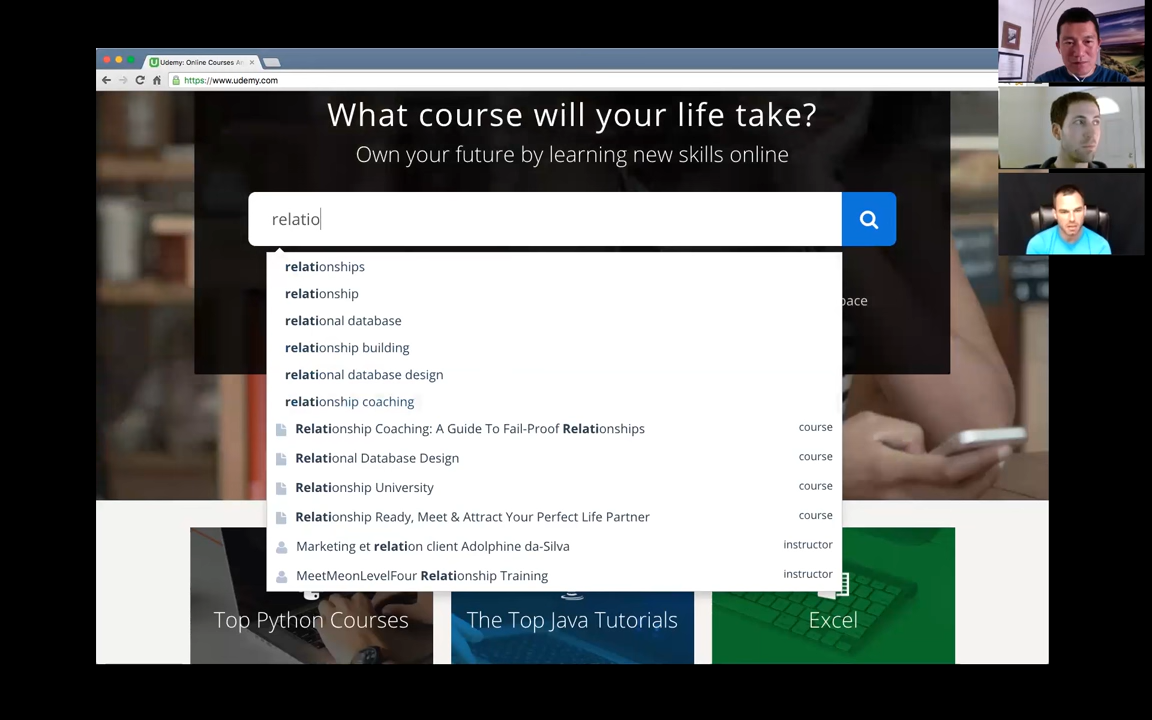 Udemy: Online Courses A
https://www.udemy.com
What course will your life take?
Own your future by learning new skills online
relatio
relationships
relationship
relational database
relationship building
relational database design
relationship coaching
Relationship Coaching: A Guide To Fail-Proof Relationships course
Relational Database Design course
Relationship University course
Relationship Ready, Meet & Attract Your Perfect Life Partner course
Marketing et relation client Adolphine da-Silva instructor
MeetMeonLevelFour Relationship Training instructor
pace
Top Python Courses
The Top Java Tutorials
Excel